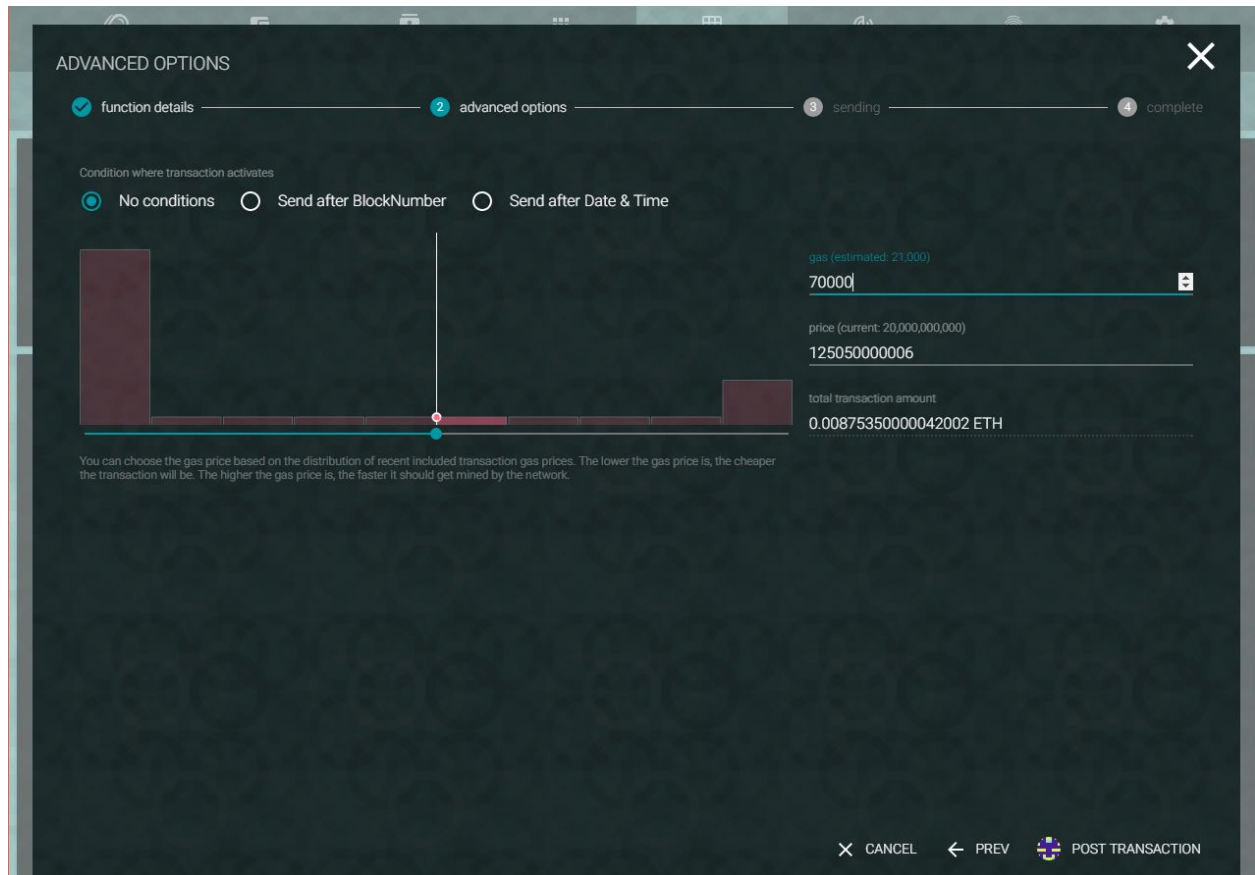 ADVANCED OPTIONS
function details
2 advanced options
3 sending
4 complete
Condition where transaction activates
No conditions
Send after BlockNumber
Send after Date & Time
gas (estimated: 21,000)
70000
price (current: 20,000,000,000)
125050000006
total transaction amount
0.00875350000042002 ETH
You can choose the gas price based on the distribution of recent included transaction gas prices. The lower the gas price is, the cheaper
the transaction will be. The higher the gas price is, the faster it should get mined by the network.
CANCEL
PREV
POST TRANSACTION